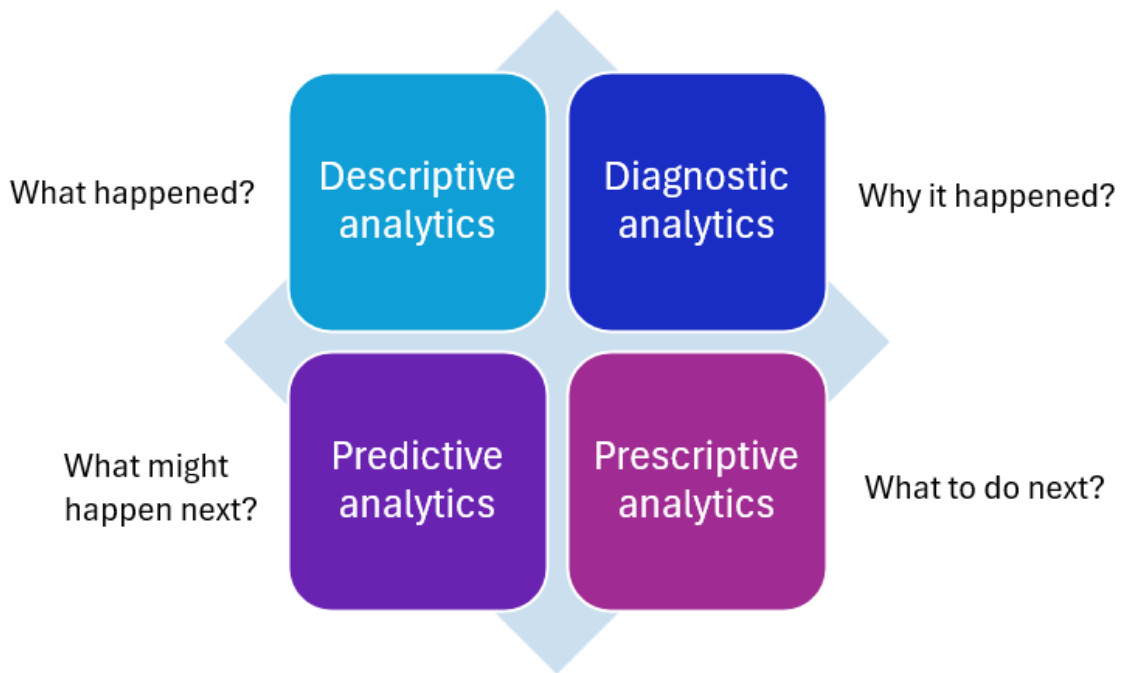 What happened?
Descriptive
analytics
Diagnostic
analytics
Why it happened?
What might
happen next?
Predictive
analytics
Prescriptive
analytics
What to do next?